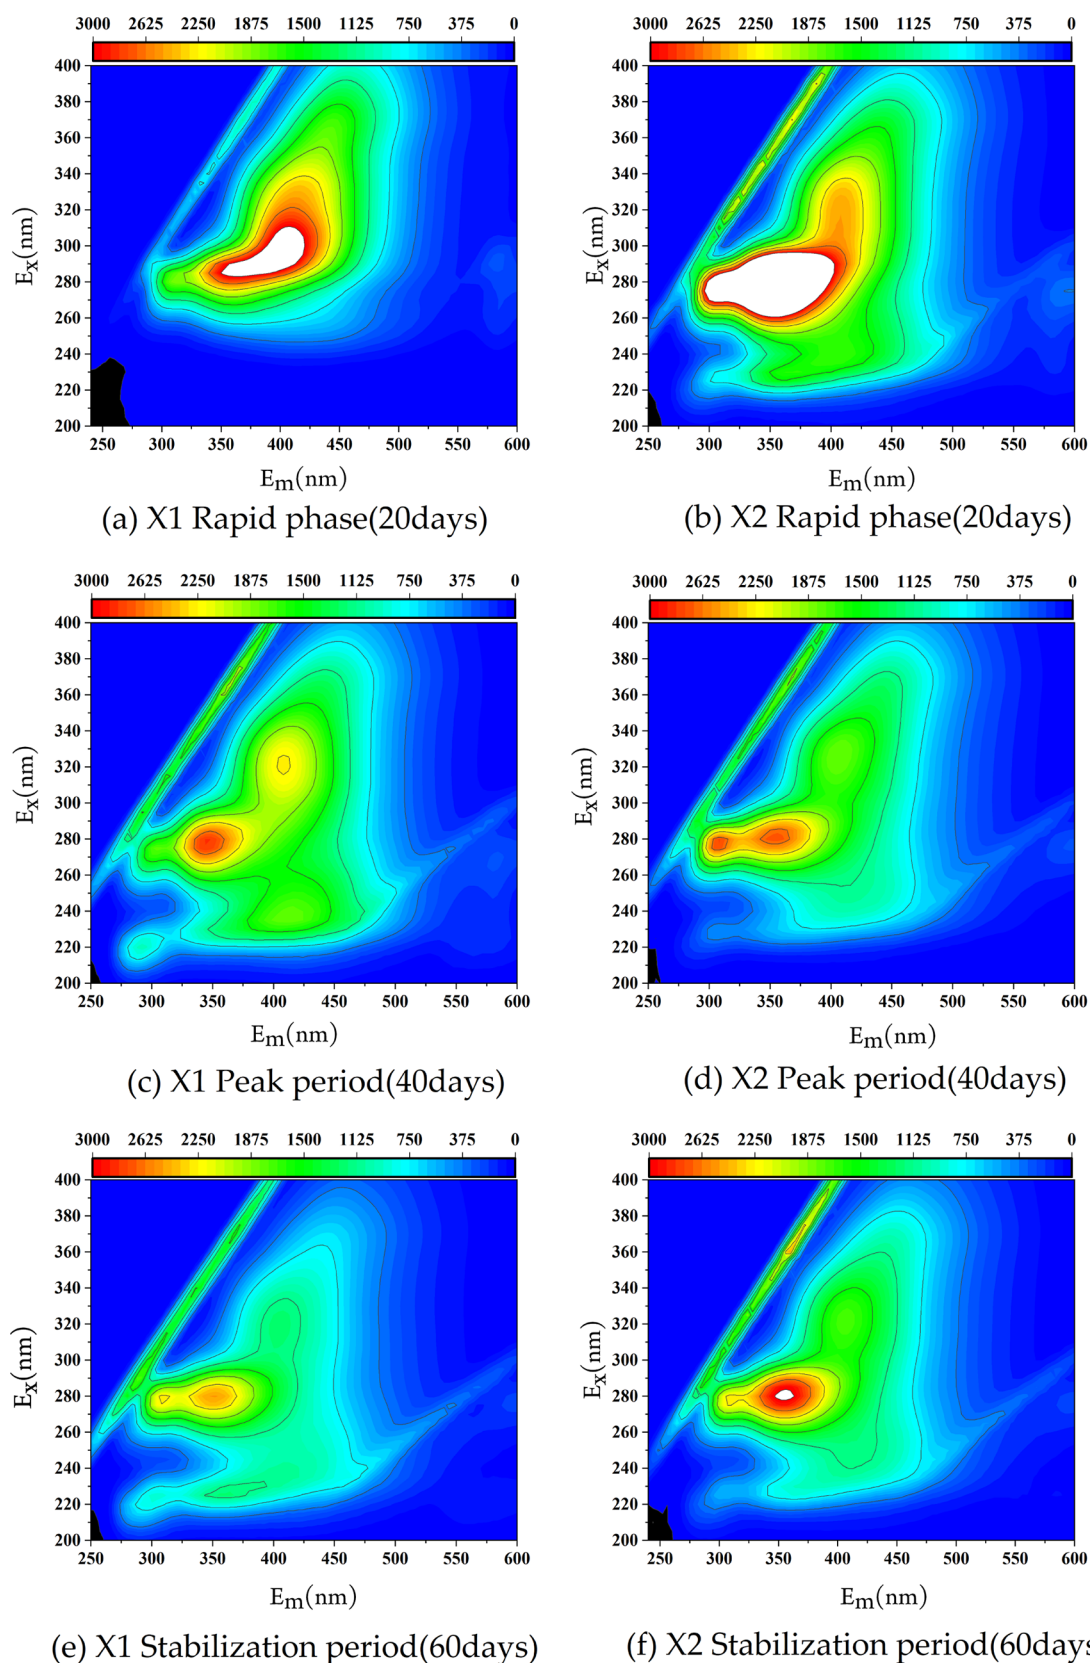 3000 2625 2250 1875 1500 1125 750 375 0
3000 2625 2250 1875 1500 1125 750 375 0
400
380
360
340
320
300
280
260
240
220
200
Ex(nm)
250 300 350 400 450 500 550 600
Em(nm)
400
380
360
340
320
300
280
260
240
220
200
Ex(nm)
250 300 350 400 450 500 550 600
Em(nm)
(a) X1 Rapid phase(20days)
(b) X2 Rapid phase(20days)
3000 2625 2250 1875 1500 1125 750 375 0
3000 2625 2250 1875 1500 1125 750 375 0
400
380
360
340
320
300
280
260
240
220
200
Ex(nm)
250 300 350 400 450 500 550 600
Em(nm)
400
380
360
340
320
300
280
260
240
220
200
Ex(nm)
250 300 350 400 450 500 550 600
Em(nm)
(c) X1 Peak period(40days)
(d) X2 Peak period(40days)
3000 2625 2250 1875 1500 1125 750 375 0
3000 2625 2250 1875 1500 1125 750 375 0
400
380
360
340
320
300
280
260
240
220
200
Ex(nm)
250 300 350 400 450 500 550 600
Em(nm)
400
380
360
340
320
300
280
260
240
220
200
Ex(nm)
250 300 350 400 450 500 550 600
Em(nm)
(e) X1 Stabilization period(60days)
(f) X2 Stabilization period(60days